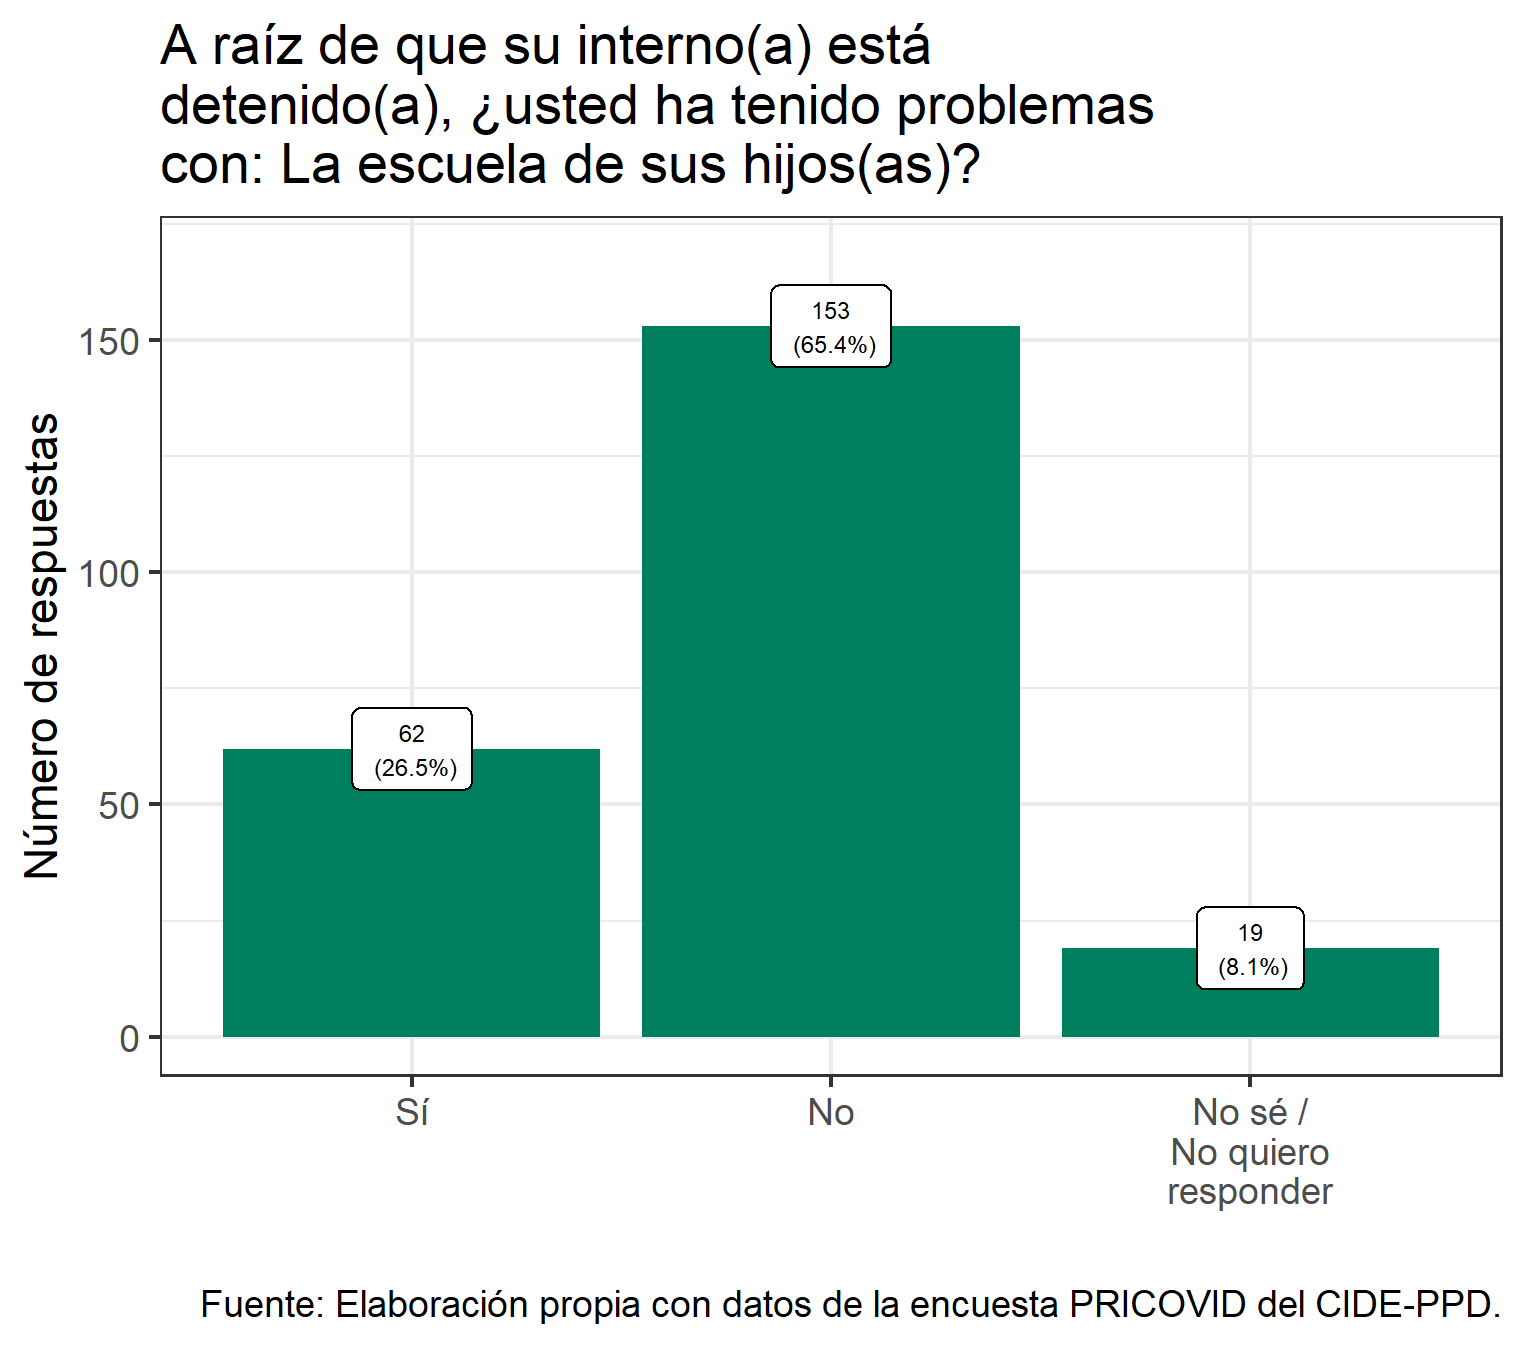 A raíz de que su interno(a) está
detenido(a), ¿usted ha tenido problemas
con: La escuela de sus hijos(as)?
Número de respuestas
150
100
50
0
62
(26.5%)
153
(65.4%)
19
(8.1%)
Sí
No
No sé /
No quiero
responder
Fuente: Elaboración propia con datos de la encuesta PRICOVID del CIDE-PPD.